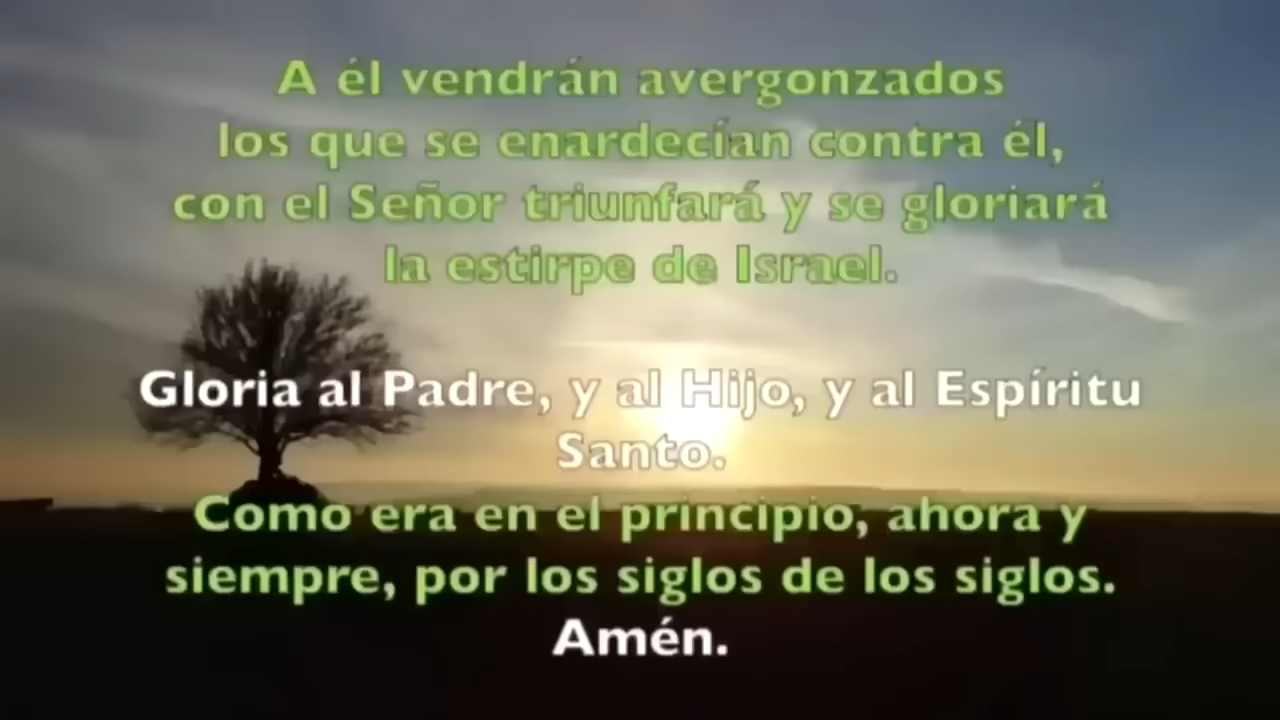 A él vendrán avergonzados
los que se enardecían contra él,
con el Señor triunfará y se gloriará
la estirpe de Israel.
Gloria al Padre, y al Hijo, y al Espíritu
Santo.
Como era en el principio, ahora y
siempre, por los siglos de los siglos.
Amén.